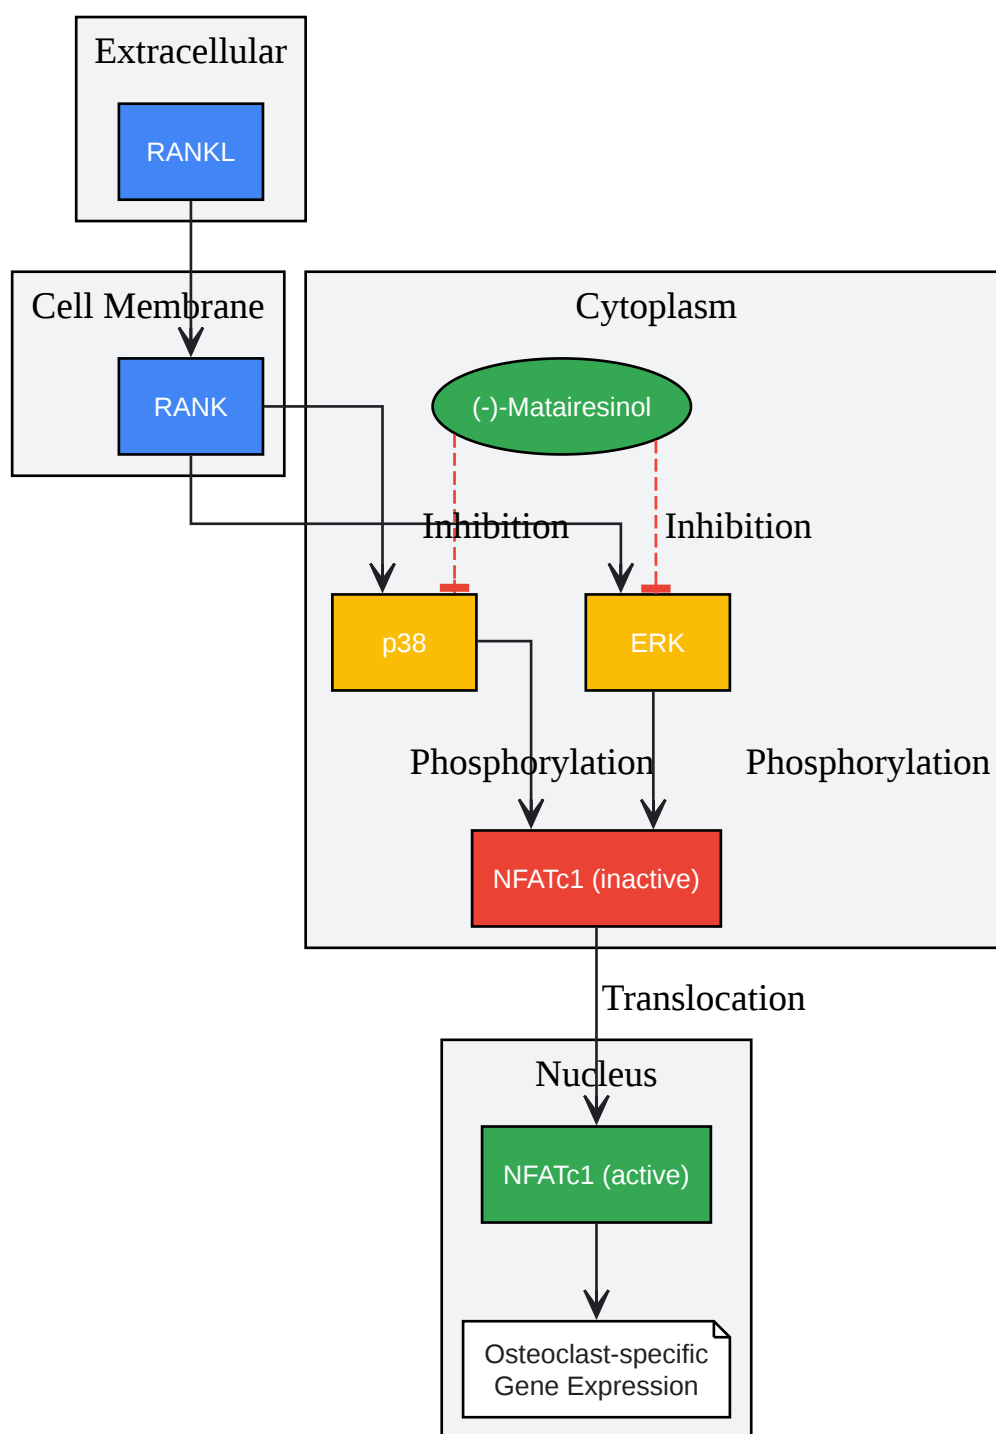 Extracellular
RANKL
Cell Membrane
Cytoplasm
RANK
(-)-Matairesinol
Inhibition
Inhibition
p38
ERK
Phosphorylation
Phosphorylation
NFATc1 (inactive)
Translocation
Nucleus
NFATc1 (active)
Osteoclast-specific
Gene Expression